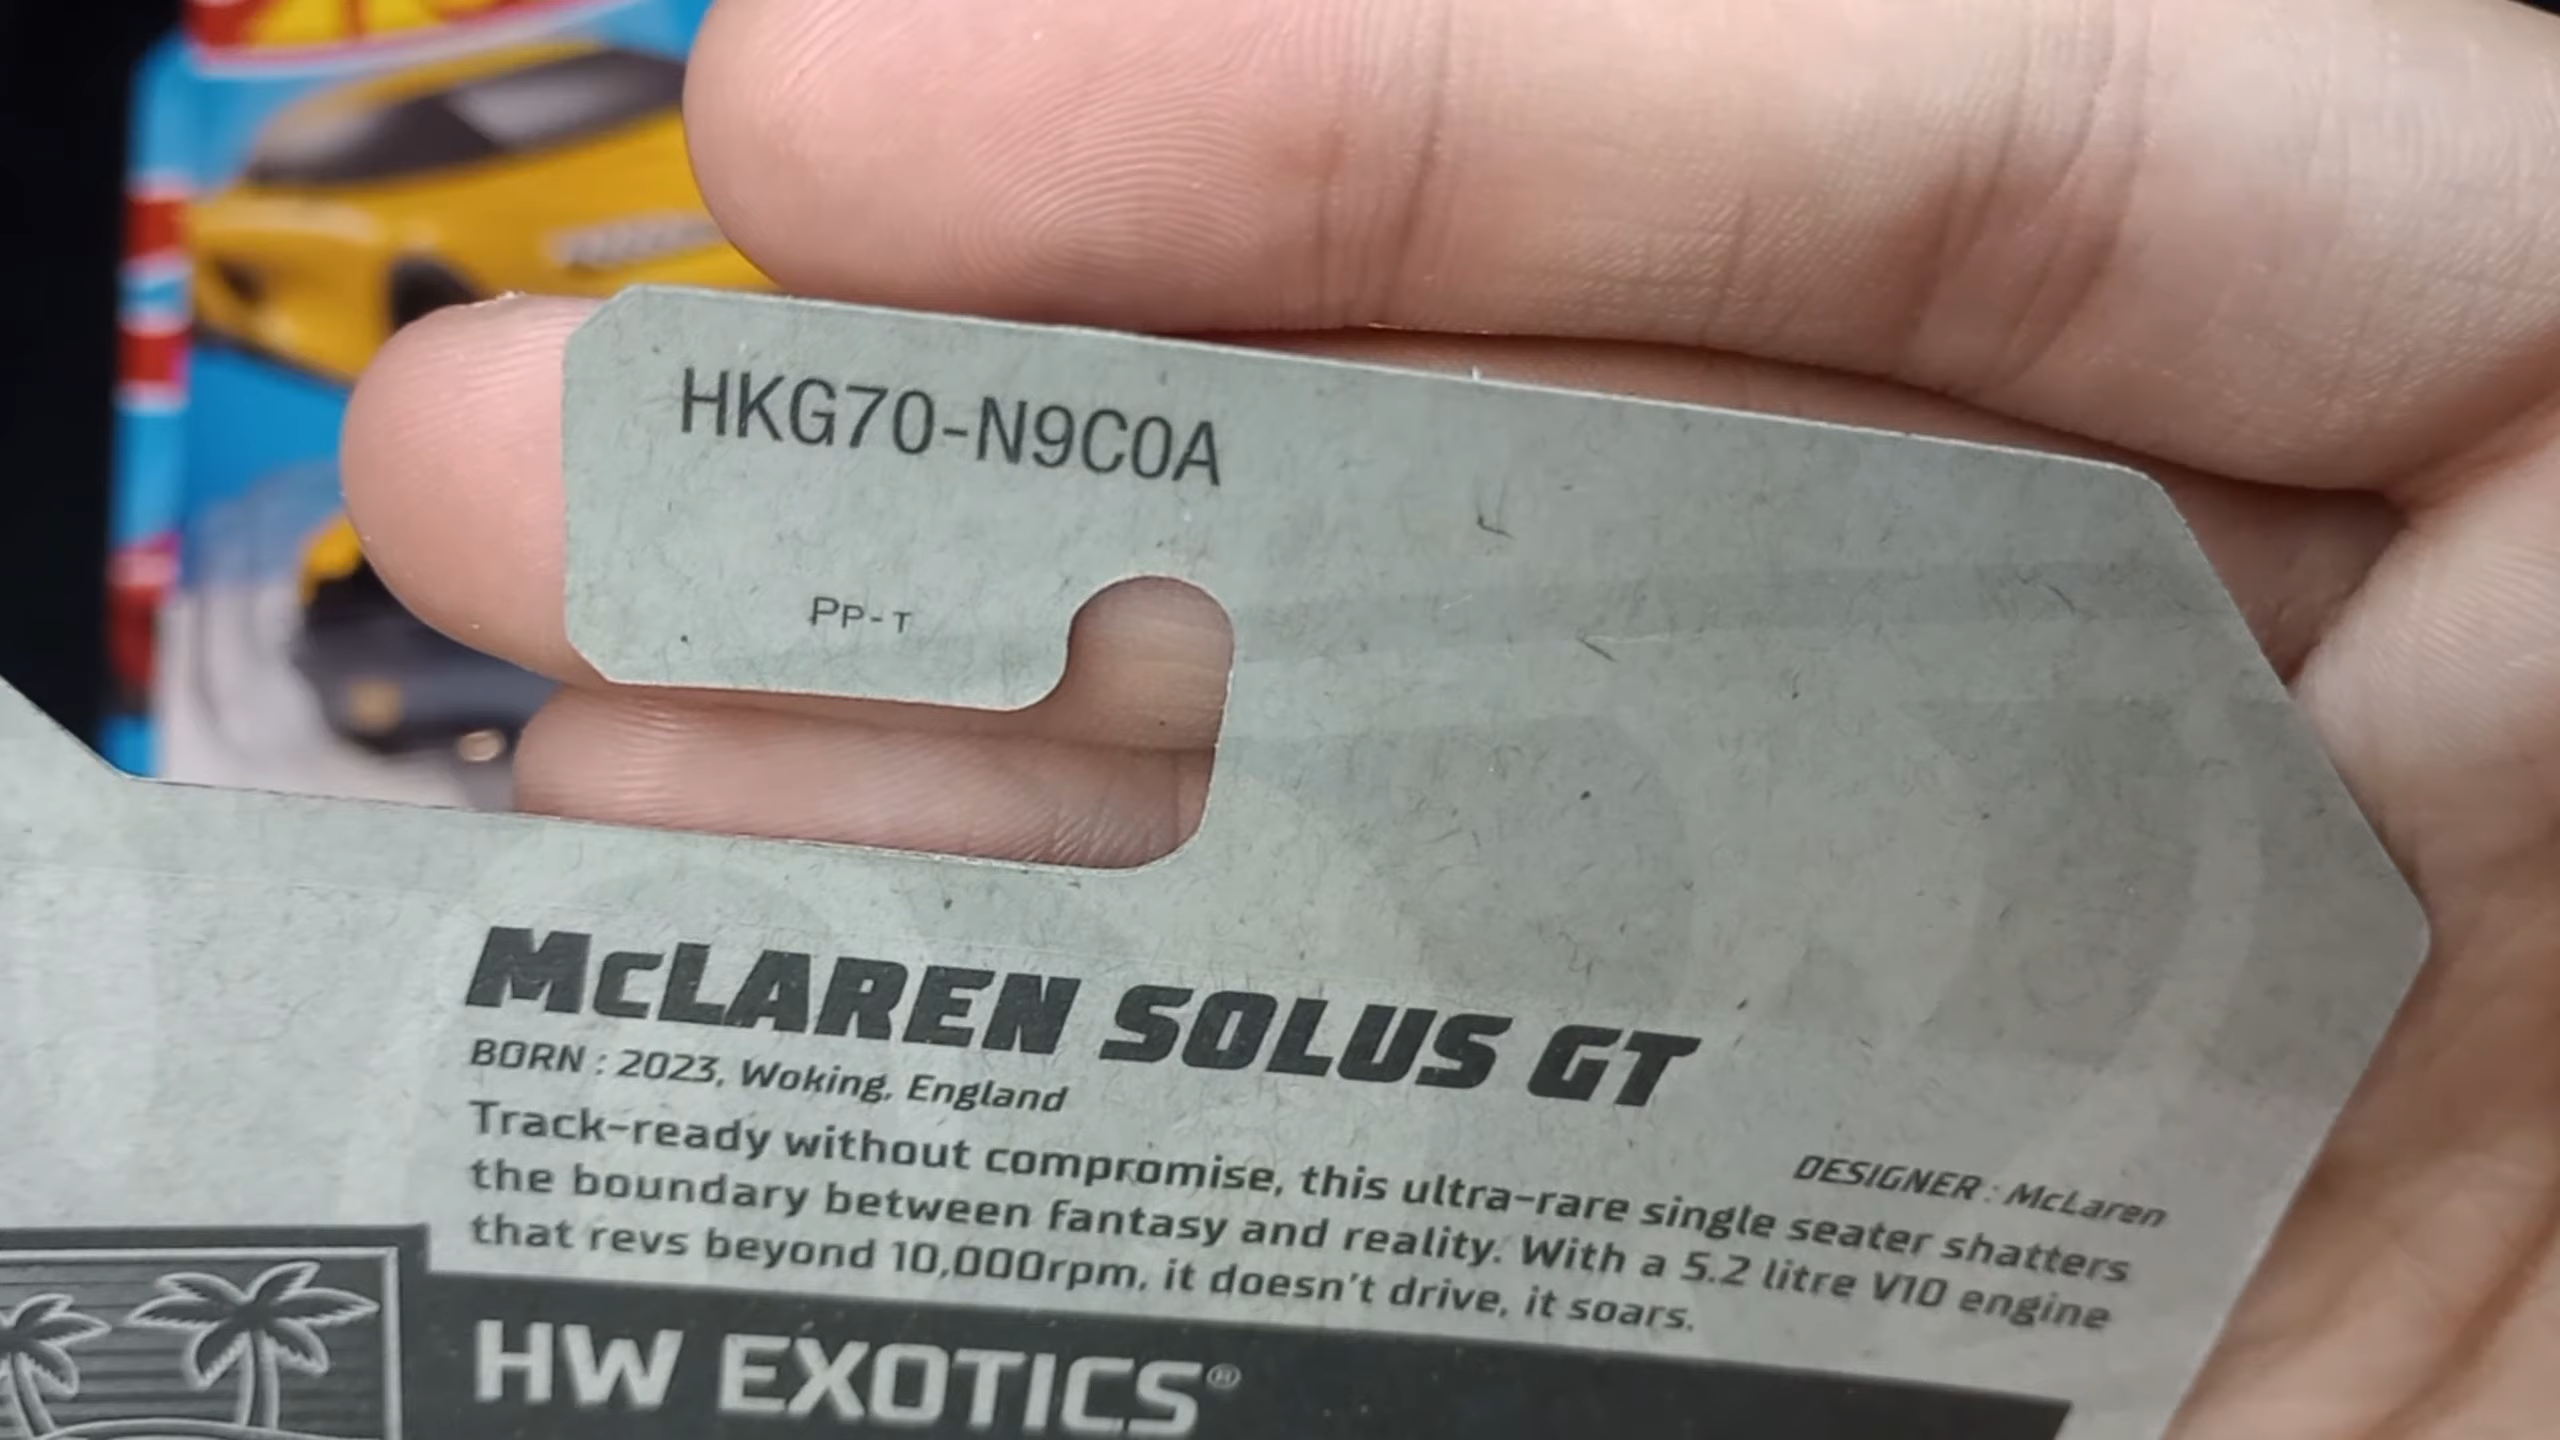 HKG70-N9C0A
PP-T
McLAREN SOLUS GT
BORN : 2023, Woking, England
DESIGNER : McLaren
Track-ready without compromise, this ultra-rare single seater shatters
the boundary between fantasy and reality. With a 5.2 litre V10 engine
that revs beyond 10,000rpm, it doesn't drive, it soars.
HW EXOTICS®